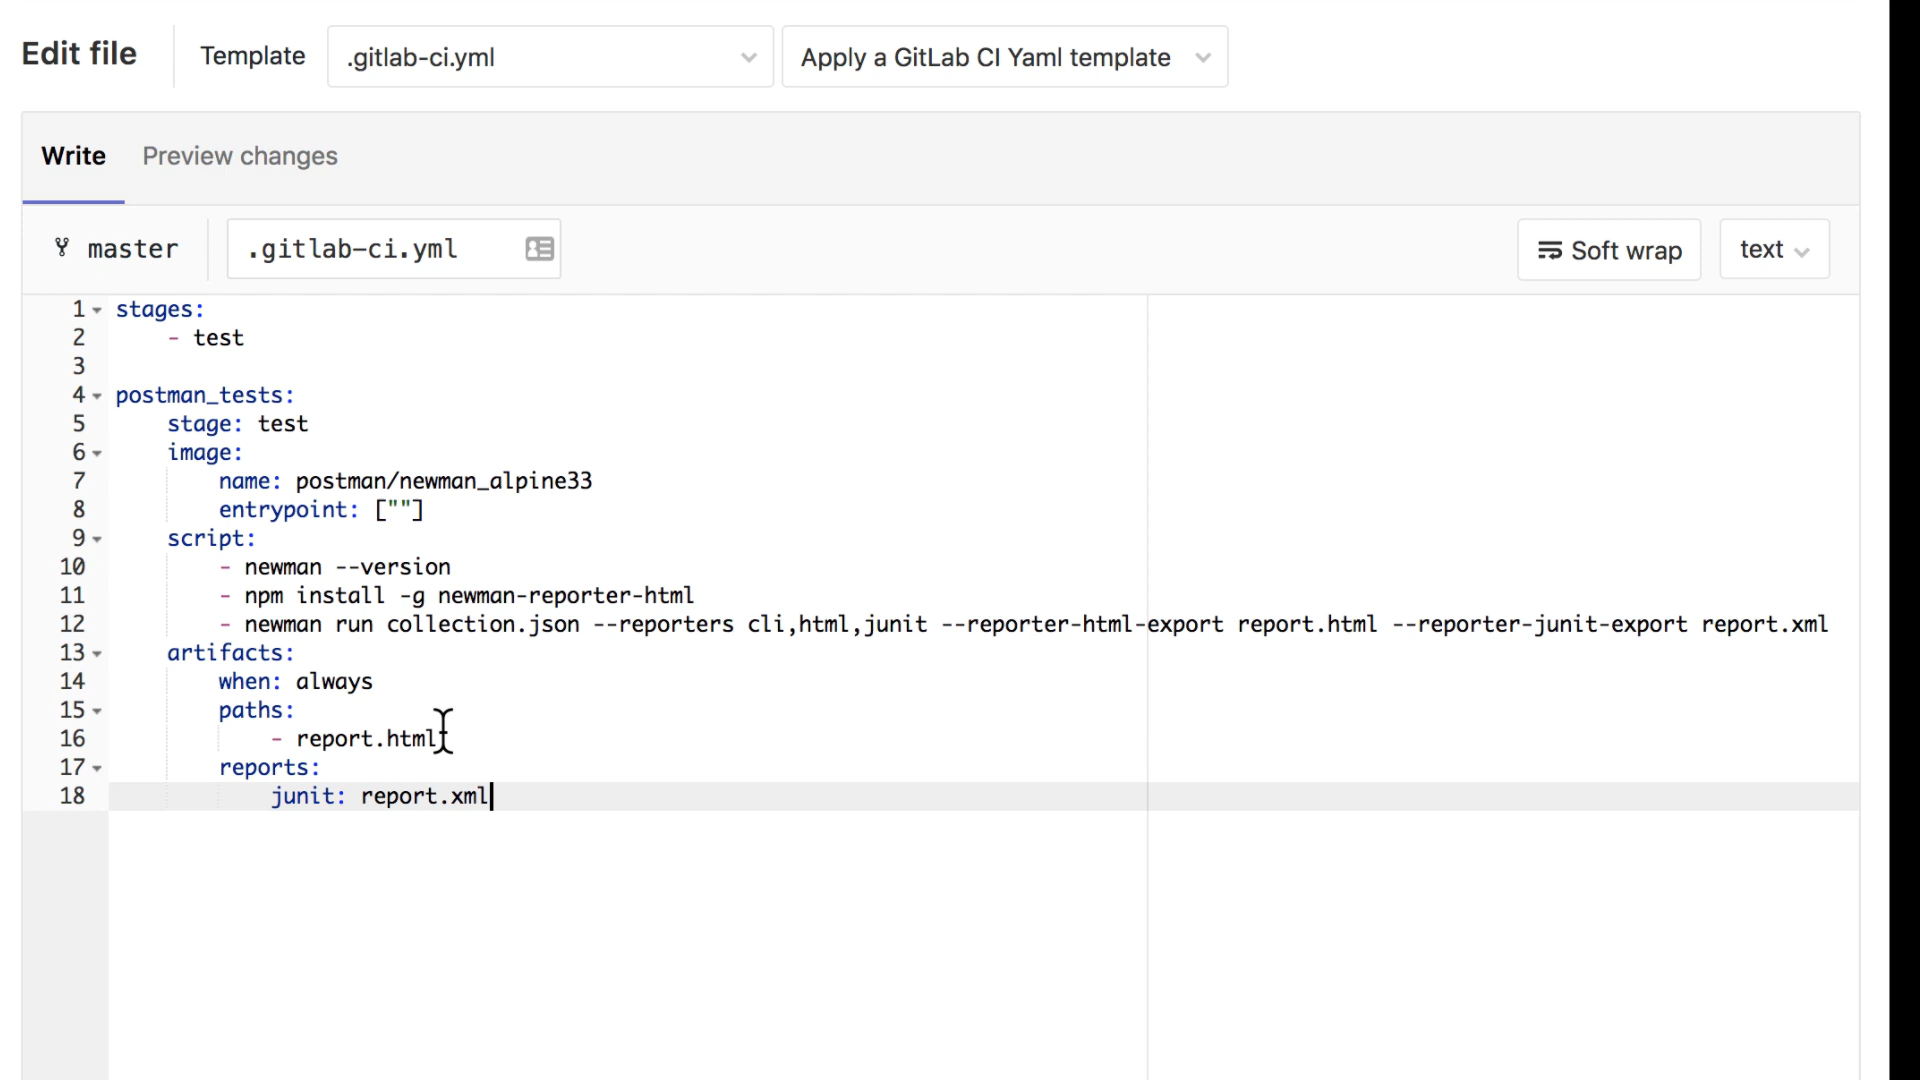 Edit file Template .gitlab-ci.yml Apply a GitLab CI Yaml template
Write Preview changes
master .gitlab-ci.yml Soft wrap text
1 stages:
2 - test
3
4 postman_tests:
5 stage: test
6 image:
7 name: postman/newman_alpine33
8 entrypoint: [""]
9 script:
10 - newman --version
11 - npm install -g newman-reporter-html
12 - newman run collection.json --reporters cli,html,junit --reporter-html-export report.html --reporter-junit-export report.xml
13 artifacts:
14 when: always
15 paths:
16 - report.html
17 reports:
18 junit: report.xml